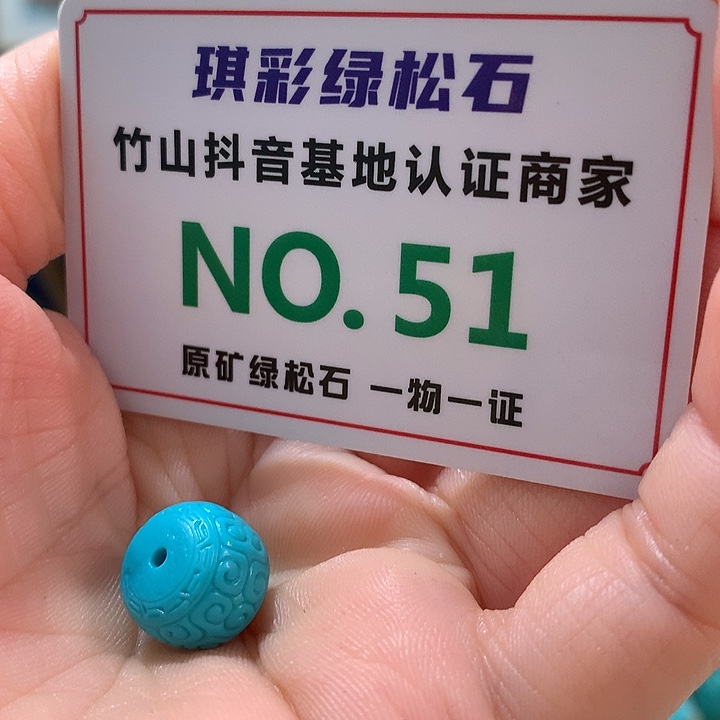 琪彩绿松石
竹山抖音基地认证商家
NO.51
原矿绿松石 一物一证